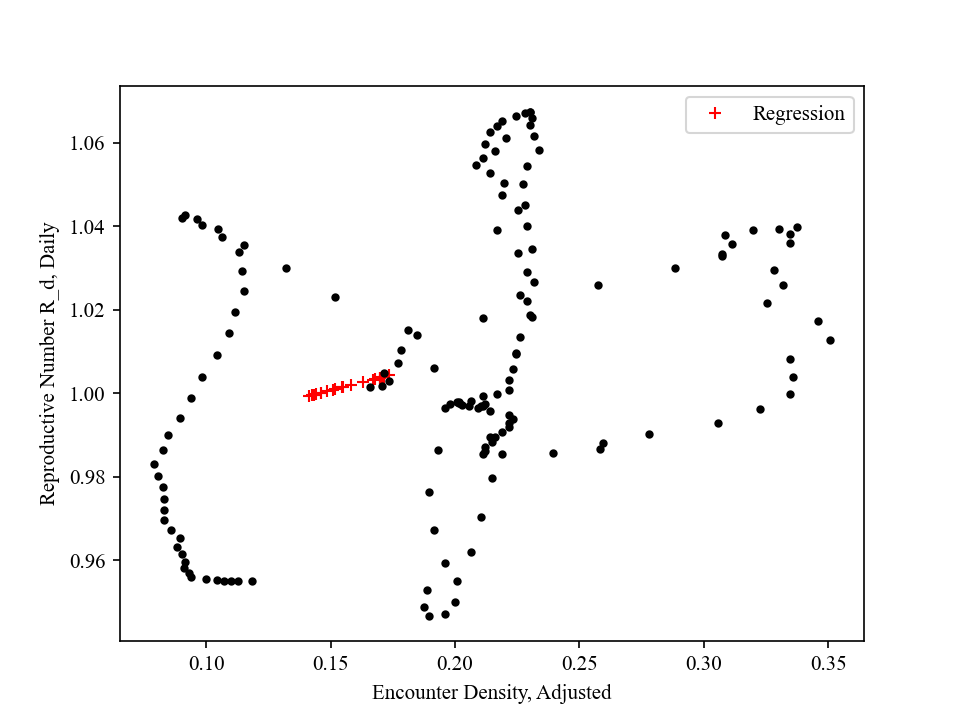 Regression
1.06
1.04
1.02
1.00
0.98
0.96
Reproductive Number R_d, Daily
0.10 0.15 0.20 0.25 0.30 0.35
Encounter Density, Adjusted